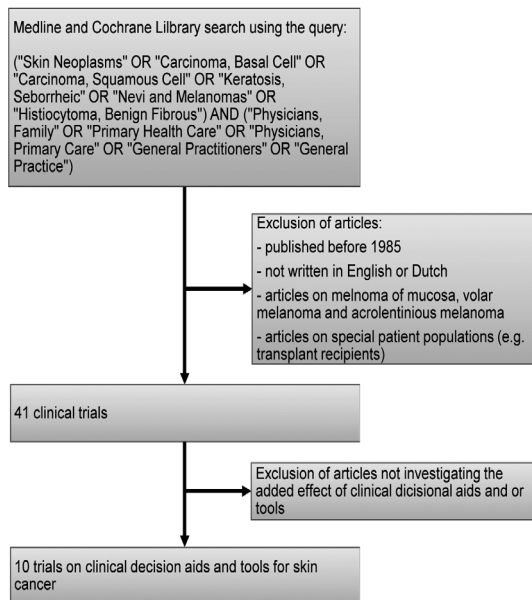 Medline and Cochrane Lilbrary search using the query:
("Skin Neoplasms" OR "Carcinoma, Basal Cell" OR
"Carcinoma, Squamous Cell" OR "Keratosis,
Seborrheic" OR "Nevi and Melanomas" OR
"Histiocytoma, Benign Fibrous") AND ("Physicians,
Family" OR "Primary Health Care" OR "Physicians,
Primary Care" OR "General Practitioners" OR "General
Practice")
Exclusion of articles:
- published before 1985
- not written in English or Dutch
- articles on melnoma of mucosa, volar
melanoma and acrolentinious melanoma
- articles on special patient populations (e.g.
transplant recipients)
41 clinical trials
Exclusion of articles not investigating the
added effect of clinical dicisional aids and or
tools
10 trials on clinical decision aids and tools for skin
cancer